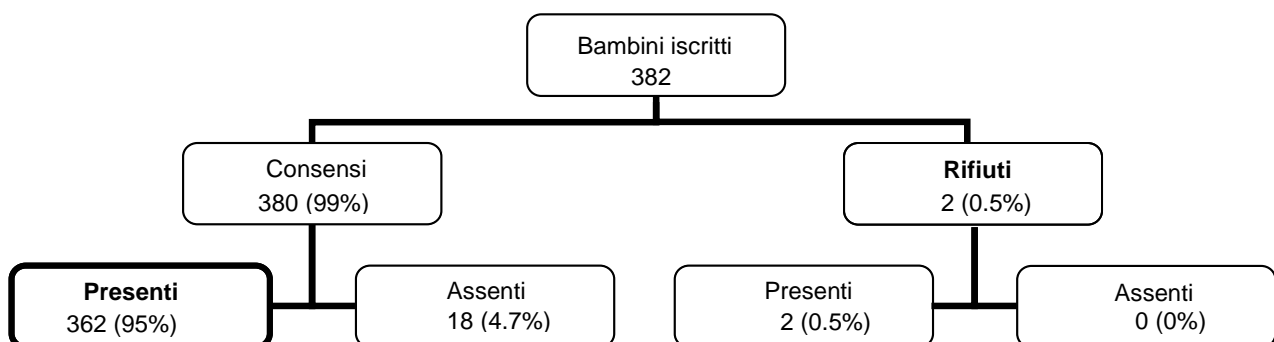 Bambini iscritti
382
Consensi
380 (99%)
Rifiuti
2 (0.5%)
Presenti
362 (95%)
Assenti
18 (4.7%)
Presenti
2 (0.5%)
Assenti
0 (0%)